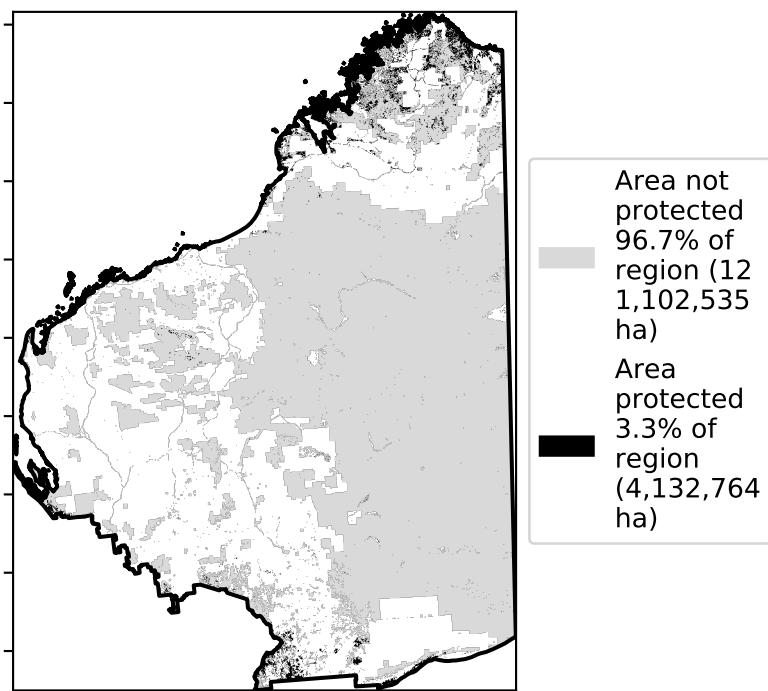 Area not
protected
96.7% of
region (12
1,102,535
ha)
Area
protected
3.3% of
region
(4,132,764
ha)